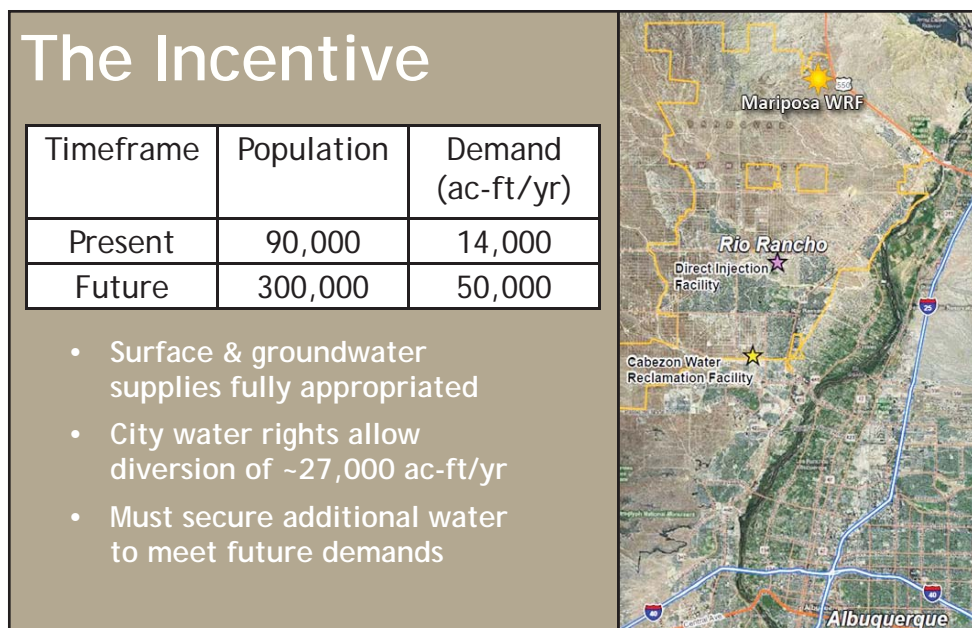 The Incentive
Timeframe Population Demand
(ac-ft/yr)
Present 90,000 14,000
Future 300,000 50,000
• Surface & groundwater
supplies fully appropriated
• City water rights allow
diversion of ~27,000 ac-ft/yr
• Must secure additional water
to meet future demands
550
Mariposa WRF
Rio Rancho
Direct Injection
Facility
25
Cabezon Water
Reclamation Facility
40
40
Central Ave
Albuquerque